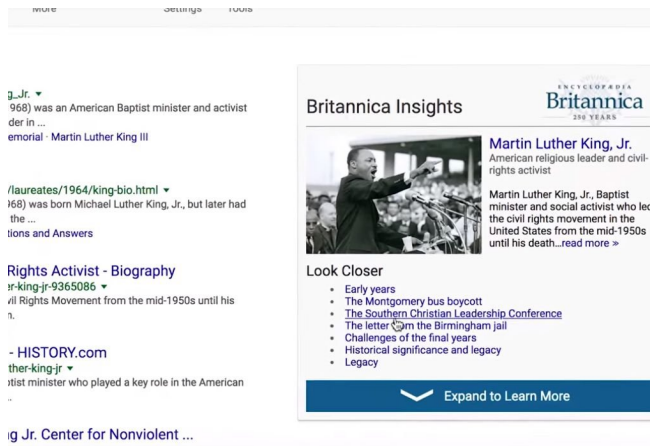 More
Settings
Tools
g_Jr.
968) was an American Baptist minister and activist
der in ...
emorial · Martin Luther King III
/laureates/1964/king-bio.html
968) was born Michael Luther King, Jr., but later had
the ...
tions and Answers
Rights Activist - Biography
er-king-jr-9365086
vil Rights Movement from the mid-1950s until his
n.
- HISTORY.com
ther-king-jr
ptist minister who played a key role in the American
..
g Jr. Center for Nonviolent ...
Britannica Insights
ENCYCLOPÆDIA
Britannica
250 YEARS
Martin Luther King, Jr.
American religious leader and civil-
rights activist
Martin Luther King, Jr., Baptist
minister and social activist who led
the civil rights movement in the
United States from the mid-1950s
until his death...read more »
Look Closer
Early years
The Montgomery bus boycott
The Southern Christian Leadership Conference
The letter from the Birmingham jail
Challenges of the final years
Historical significance and legacy
Legacy
Expand to Learn More